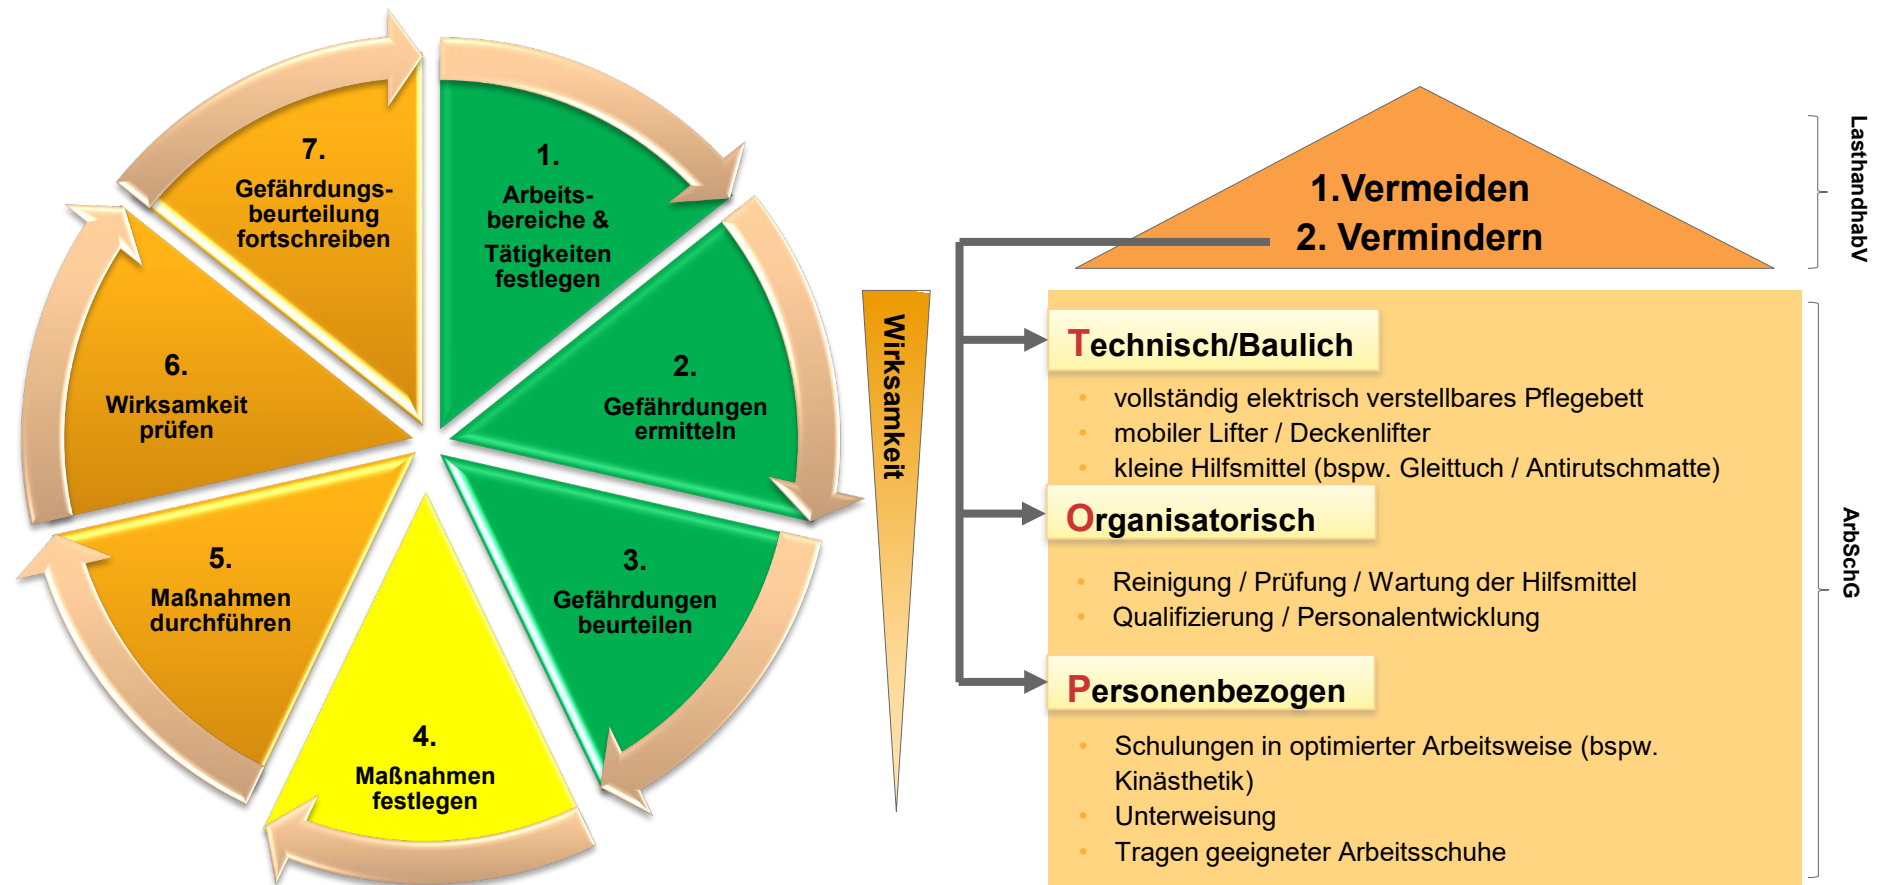 1.
Arbeits-
bereiche &
Tätigkeiten
festlegen
2.
Gefährdungen
ermitteln
3.
Gefährdungen
beurteilen
4.
Maßnahmen
festlegen
5.
Maßnahmen
durchführen
6.
Wirksamkeit
prüfen
7.
Gefährdungs-
beurteilung
fortschreiben
Wirksamkeit
1.Vermeiden
2. Vermindern
LasthandhabV
Technisch/Baulich
• vollständig elektrisch verstellbares Pflegebett
• mobiler Lifter / Deckenlifter
• kleine Hilfsmittel (bspw. Gleittuch / Antirutschmatte)
Organisatorisch
• Reinigung / Prüfung / Wartung der Hilfsmittel
• Qualifizierung / Personalentwicklung
Personenbezogen
• Schulungen in optimierter Arbeitsweise (bspw.
Kinästhetik)
• Unterweisung
• Tragen geeigneter Arbeitsschuhe
ArbSchG